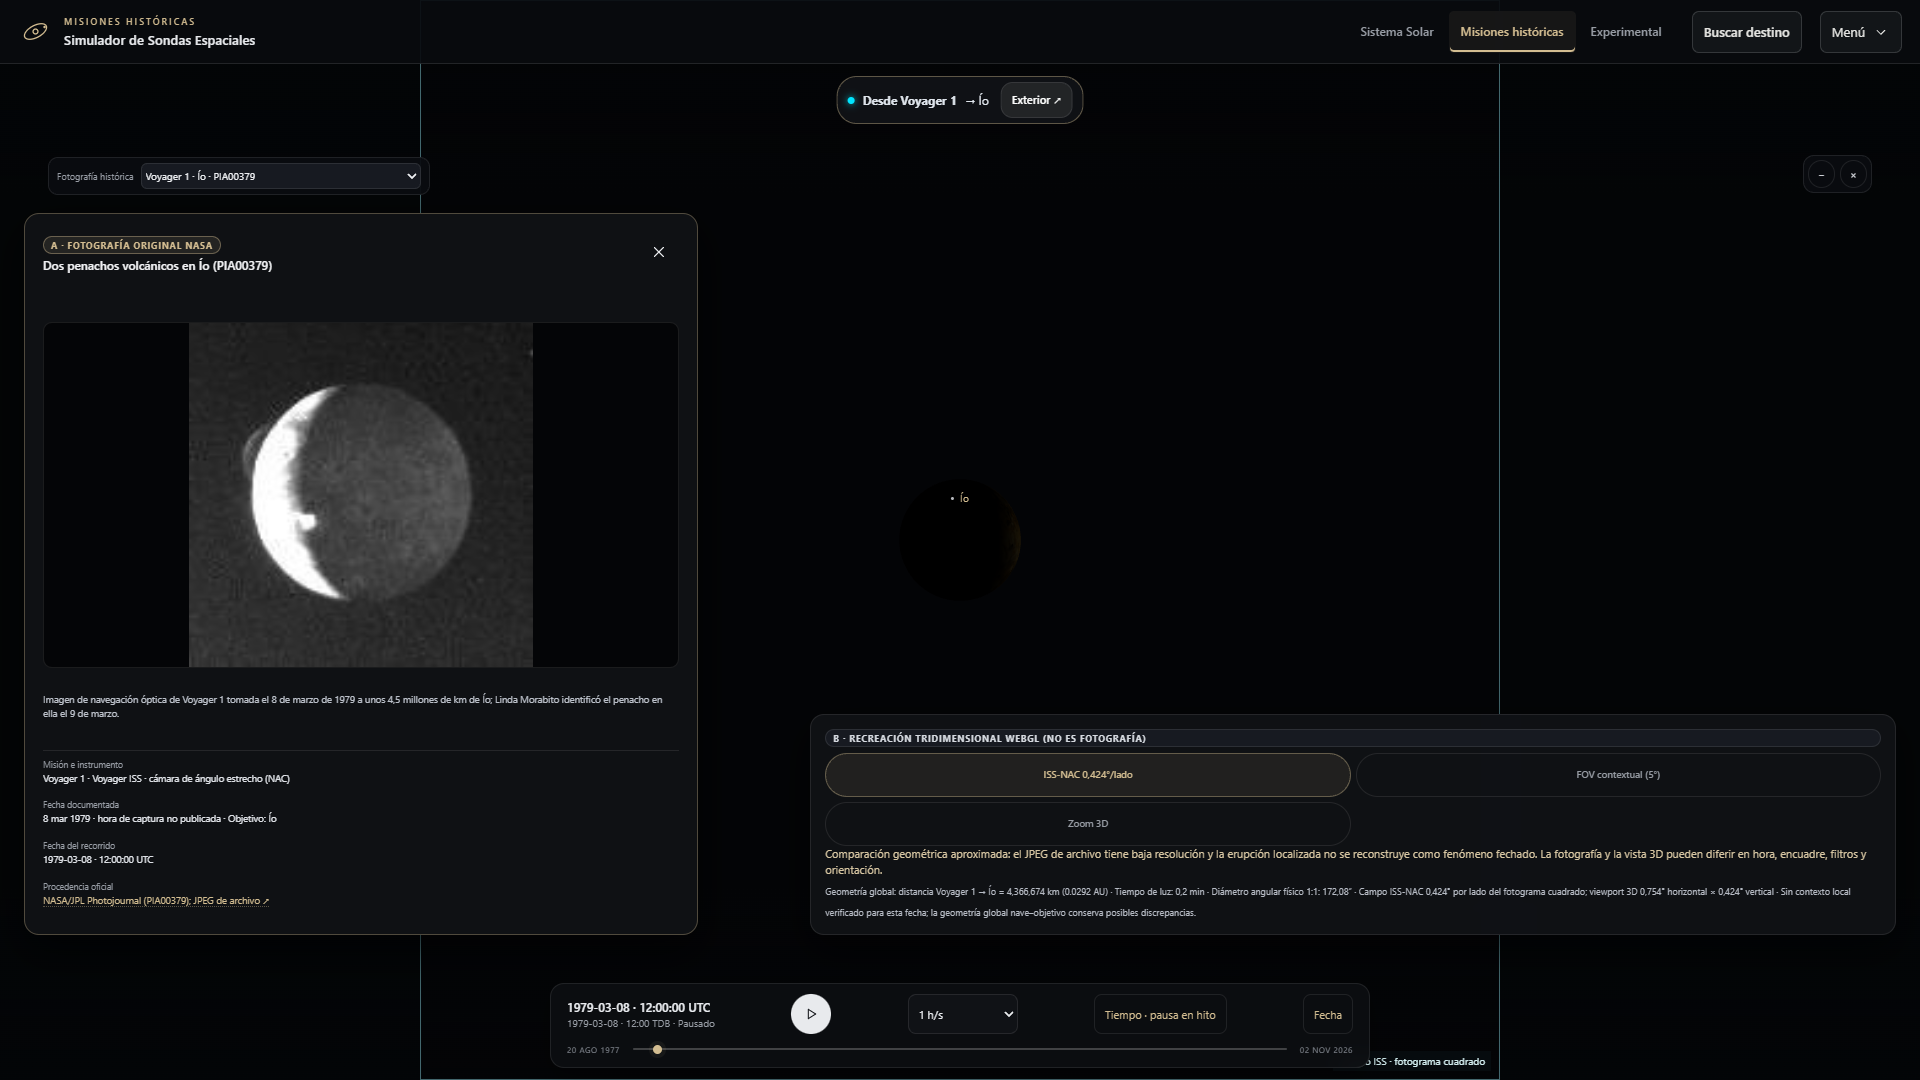 MISIONES HISTÓRICAS
Simulador de Sondas Espaciales
Sistema Solar
Misiones históricas
Experimental
Buscar destino
Menú
Desde Voyager 1 → Ío
Exterior ↗
Fotografía histórica
Voyager 1 · Ío · PIA00379
−
×
A · FOTOGRAFÍA ORIGINAL NASA
Dos penachos volcánicos en Ío (PIA00379)
Imagen de navegación óptica de Voyager 1 tomada el 8 de marzo de 1979 a unos 4,5 millones de km de Ío; Linda Morabito identificó el penacho en
ella el 9 de marzo.
Misión e instrumento
Voyager 1 · Voyager ISS · cámara de ángulo estrecho (NAC)
Fecha documentada
8 mar 1979 · hora de captura no publicada · Objetivo: Ío
Fecha del recorrido
1979-03-08 · 12:00:00 UTC
Procedencia oficial
NASA/JPL Photojournal (PIA00379); JPEG de archivo ↗
Ío
B · RECREACIÓN TRIDIMENSIONAL WEBGL (NO ES FOTOGRAFÍA)
ISS-NAC 0,424°/lado
FOV contextual (5°)
Zoom 3D
Comparación geométrica aproximada: el JPEG de archivo tiene baja resolución y la erupción localizada no se reconstruye como fenómeno fechado. La fotografía y la vista 3D pueden diferir en hora, encuadre, filtros y
orientación.
Geometría global: distancia Voyager 1 → Ío = 4,366,674 km (0.0292 AU) · Tiempo de luz: 0,2 min · Diámetro angular físico 1:1: 172,08″ · Campo ISS-NAC 0,424° por lado del fotograma cuadrado; viewport 3D 0,754° horizontal × 0,424° vertical · Sin contexto local
verificado para esta fecha; la geometría global nave–objetivo conserva posibles discrepancias.
1979-03-08 · 12:00:00 UTC
1979-03-08 · 12:00 TDB · Pausado
1 h/s
Tiempo · pausa en hito
Fecha
20 AGO 1977
02 NOV 2026
ISS · fotograma cuadrado